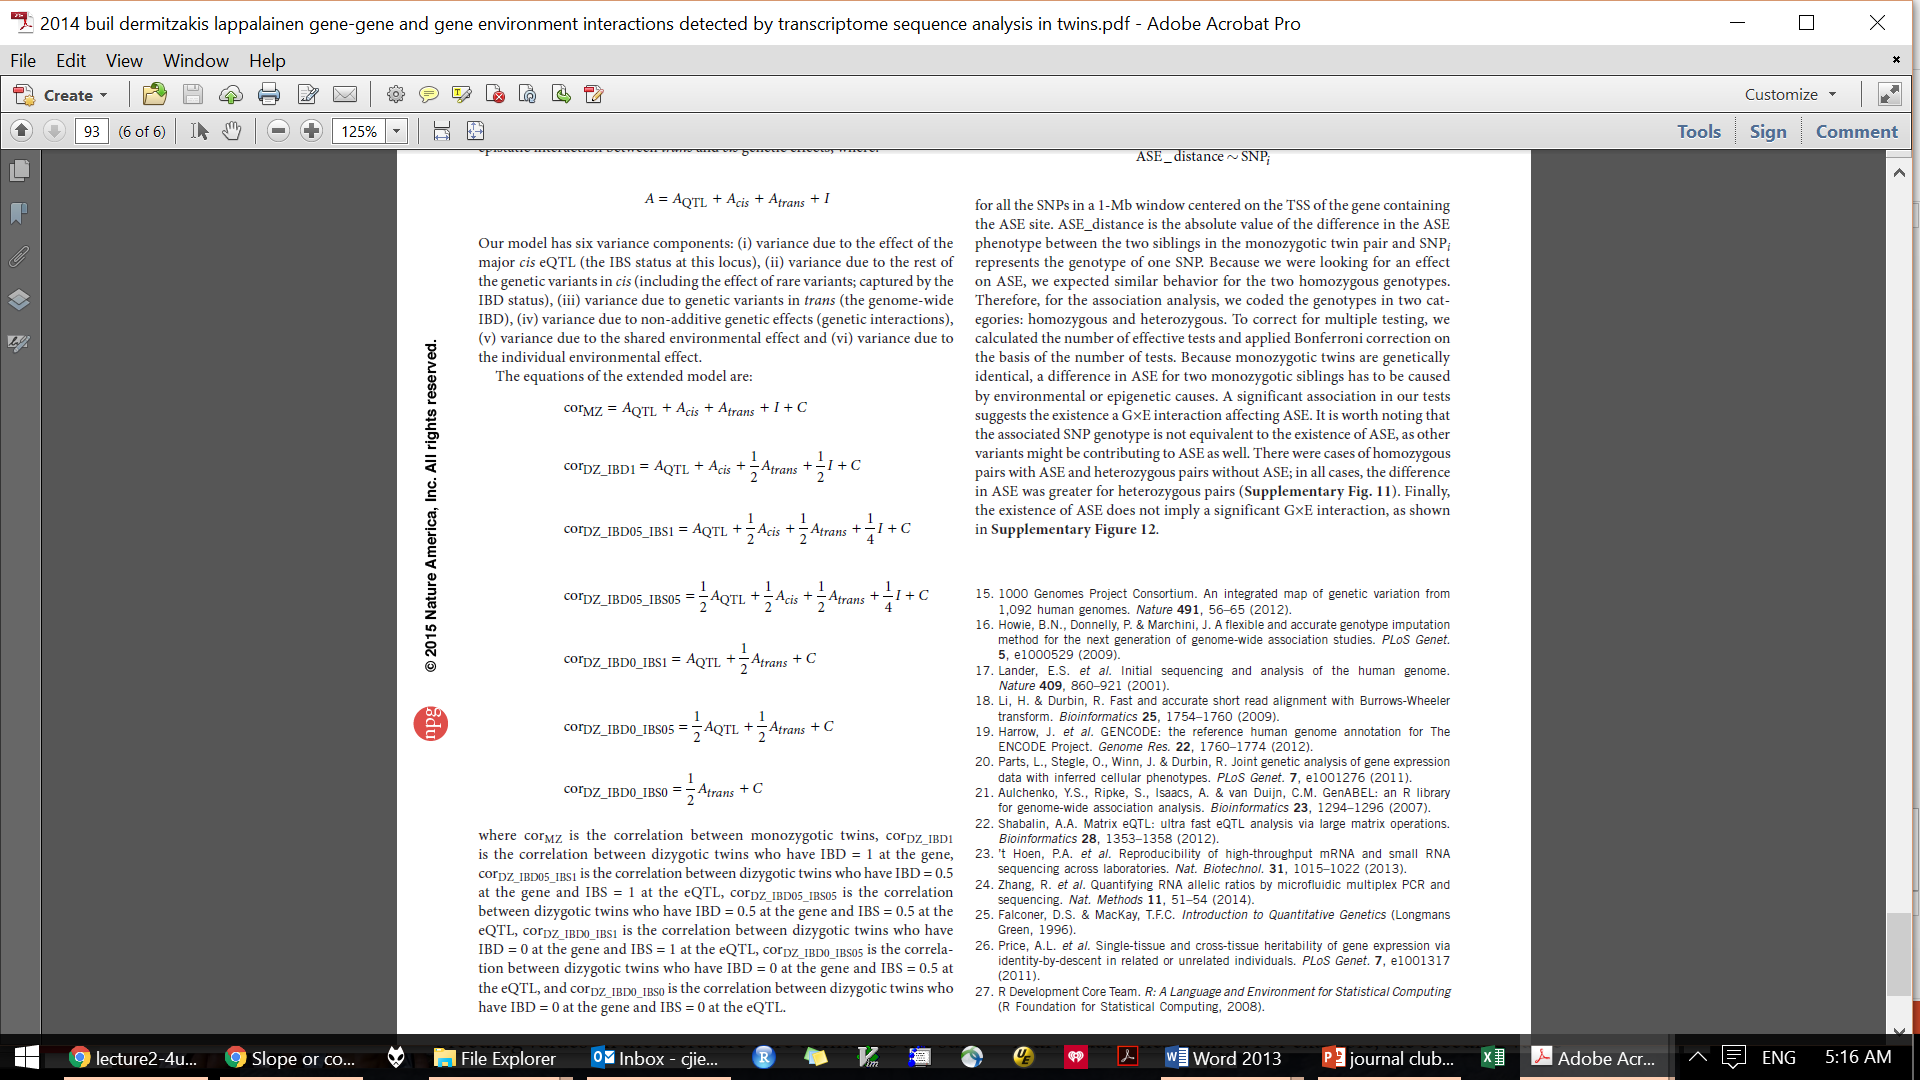 2014 buil dermitzakis lappalainen gene-gene and gene environment interactions detected by transcriptome sequence analysis in twins.pdf - Adobe Acrobat Pro
File Edit View Window Help
Create
Customize
93 (6 of 6) 125%
Tools Sign Comment
A = A_QTL + A_cis + A_trans + I
Our model has six variance components: (i) variance due to the effect of the
major cis eQTL (the IBS status at this locus), (ii) variance due to the rest of
the genetic variants in cis (including the effect of rare variants; captured by the
IBD status), (iii) variance due to genetic variants in trans (the genome-wide
IBD), (iv) variance due to non-additive genetic effects (genetic interactions),
(v) variance due to the shared environmental effect and (vi) variance due to
the individual environmental effect.
The equations of the extended model are:
cor_MZ = A_QTL + A_cis + A_trans + I + C
cor_DZ_IBD1 = A_QTL + A_cis + 1/2 A_trans + 1/2 I + C
cor_DZ_IBD05_IBS1 = A_QTL + 1/2 A_cis + 1/2 A_trans + 1/4 I + C
cor_DZ_IBD05_IBS05 = 1/2 A_QTL + 1/2 A_cis + 1/2 A_trans + 1/4 I + C
cor_DZ_IBD0_IBS1 = A_QTL + 1/2 A_trans + C
cor_DZ_IBD0_IBS05 = 1/2 A_QTL + 1/2 A_trans + C
cor_DZ_IBD0_IBS0 = 1/2 A_trans + C
where cor_MZ is the correlation between monozygotic twins, cor_DZ_IBD1
is the correlation between dizygotic twins who have IBD = 1 at the gene,
cor_DZ_IBD05_IBS1 is the correlation between dizygotic twins who have IBD = 0.5
at the gene and IBS = 1 at the eQTL, cor_DZ_IBD05_IBS05 is the correlation
between dizygotic twins who have IBD = 0.5 at the gene and IBS = 0.5 at the
eQTL, cor_DZ_IBD0_IBS1 is the correlation between dizygotic twins who have
IBD = 0 at the gene and IBS = 1 at the eQTL, cor_DZ_IBD0_IBS05 is the correla-
tion between dizygotic twins who have IBD = 0 at the gene and IBS = 0.5 at
the eQTL, and cor_DZ_IBD0_IBS0 is the correlation between dizygotic twins who
have IBD = 0 at the gene and IBS = 0 at the eQTL.
ASE_distance ~ SNP_i
for all the SNPs in a 1-Mb window centered on the TSS of the gene containing
the ASE site. ASE_distance is the absolute value of the difference in the ASE
phenotype between the two siblings in the monozygotic twin pair and SNP_i
represents the genotype of one SNP. Because we were looking for an effect
on ASE, we expected similar behavior for the two homozygous genotypes.
Therefore, for the association analysis, we coded the genotypes in two cat-
egories: homozygous and heterozygous. To correct for multiple testing, we
calculated the number of effective tests and applied Bonferroni correction on
the basis of the number of tests. Because monozygotic twins are genetically
identical, a difference in ASE for two monozygotic siblings has to be caused
by environmental or epigenetic causes. A significant association in our tests
suggests the existence a G×E interaction affecting ASE. It is worth noting that
the associated SNP genotype is not equivalent to the existence of ASE, as other
variants might be contributing to ASE as well. There were cases of homozygous
pairs with ASE and heterozygous pairs without ASE; in all cases, the difference
in ASE was greater for heterozygous pairs (Supplementary Fig. 11). Finally,
the existence of ASE does not imply a significant G×E interaction, as shown
in Supplementary Figure 12.
15. 1000 Genomes Project Consortium. An integrated map of genetic variation from
1,092 human genomes. Nature 491, 56–65 (2012).
16. Howie, B.N., Donnelly, P. & Marchini, J. A flexible and accurate genotype imputation
method for the next generation of genome-wide association studies. PLoS Genet.
5, e1000529 (2009).
17. Lander, E.S. et al. Initial sequencing and analysis of the human genome.
Nature 409, 860–921 (2001).
18. Li, H. & Durbin, R. Fast and accurate short read alignment with Burrows-Wheeler
transform. Bioinformatics 25, 1754–1760 (2009).
19. Harrow, J. et al. GENCODE: the reference human genome annotation for The
ENCODE Project. Genome Res. 22, 1760–1774 (2012).
20. Parts, L., Stegle, O., Winn, J. & Durbin, R. Joint genetic analysis of gene expression
data with inferred cellular phenotypes. PLoS Genet. 7, e1001276 (2011).
21. Aulchenko, Y.S., Ripke, S., Isaacs, A. & van Duijn, C.M. GenABEL: an R library
for genome-wide association analysis. Bioinformatics 23, 1294–1296 (2007).
22. Shabalin, A.A. Matrix eQTL: ultra fast eQTL analysis via large matrix operations.
Bioinformatics 28, 1353–1358 (2012).
23. 't Hoen, P.A. et al. Reproducibility of high-throughput mRNA and small RNA
sequencing across laboratories. Nat. Biotechnol. 31, 1015–1022 (2013).
24. Zhang, R. et al. Quantifying RNA allelic ratios by microfluidic multiplex PCR and
sequencing. Nat. Methods 11, 51–54 (2014).
25. Falconer, D.S. & MacKay, T.F.C. Introduction to Quantitative Genetics (Longmans
Green, 1996).
26. Price, A.L. et al. Single-tissue and cross-tissue heritability of gene expression via
identity-by-descent in related or unrelated individuals. PLoS Genet. 7, e1001317
(2011).
27. R Development Core Team. R: A Language and Environment for Statistical Computing
(R Foundation for Statistical Computing, 2008).
© 2015 Nature America, Inc. All rights reserved.
npg
lecture2-4u... Slope or co... File Explorer Inbox - cjie... Word 2013 journal club... Adobe Acr... ENG 5:16 AM